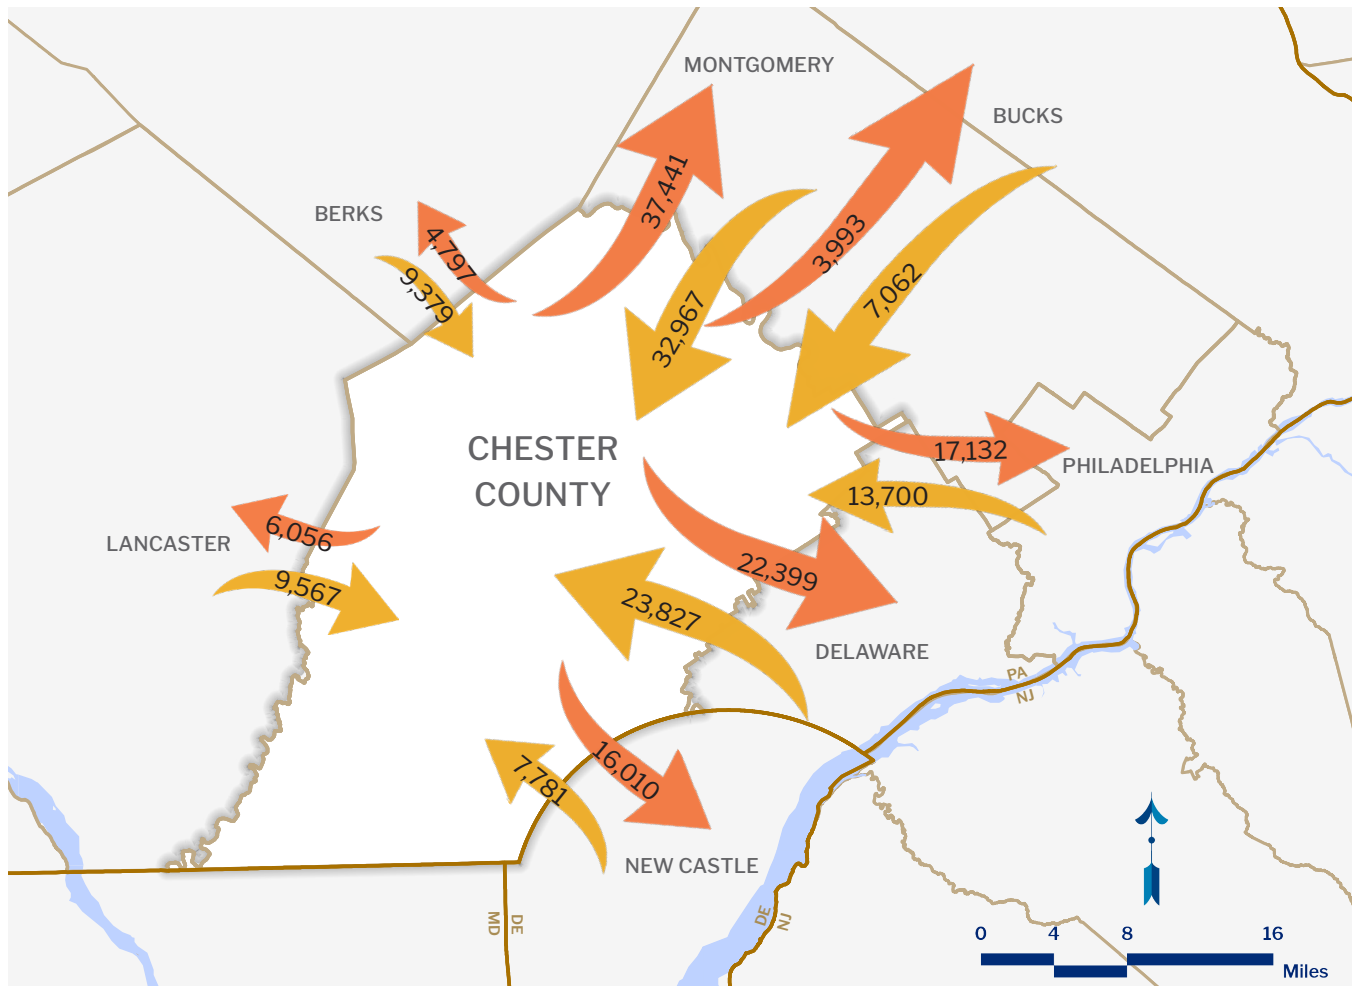 MONTGOMERY
BUCKS
BERKS
37,441
4,797
3,993
9,379
7,062
32,967
CHESTER
COUNTY
17,132
PHILADELPHIA
13,700
6,056
LANCASTER
22,399
9,567
23,827
DELAWARE
PA
NJ
16,010
7,781
NEW CASTLE
MD
DE
DE
NJ
0 4 8 16
Miles